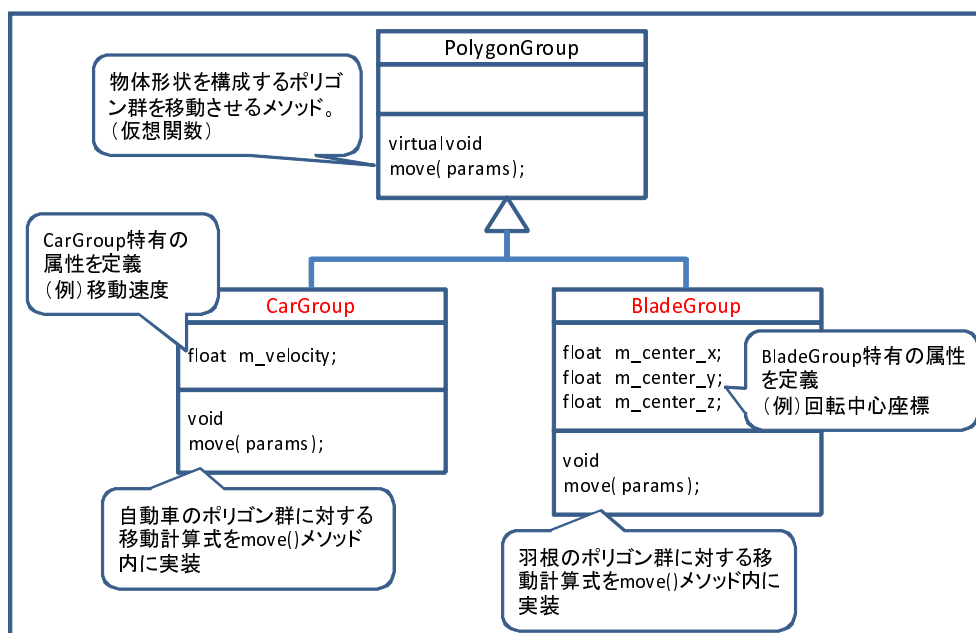 PolygonGroup
物体形状を構成するポリゴ
ン群を移動させるメソッド。
（仮想関数）
virtual void
move( params);
CarGroup特有の
属性を定義
（例）移動速度
CarGroup
float m_velocity;
void
move( params);
自動車のポリゴン群に対する
移動計算式をmove()メソッド
内に実装
BladeGroup
float m_center_x;
float m_center_y;
float m_center_z;
BladeGroup特有の属性
を定義
（例）回転中心座標
void
move( params);
羽根のポリゴン群に対する移
動計算式をmove()メソッド内に
実装